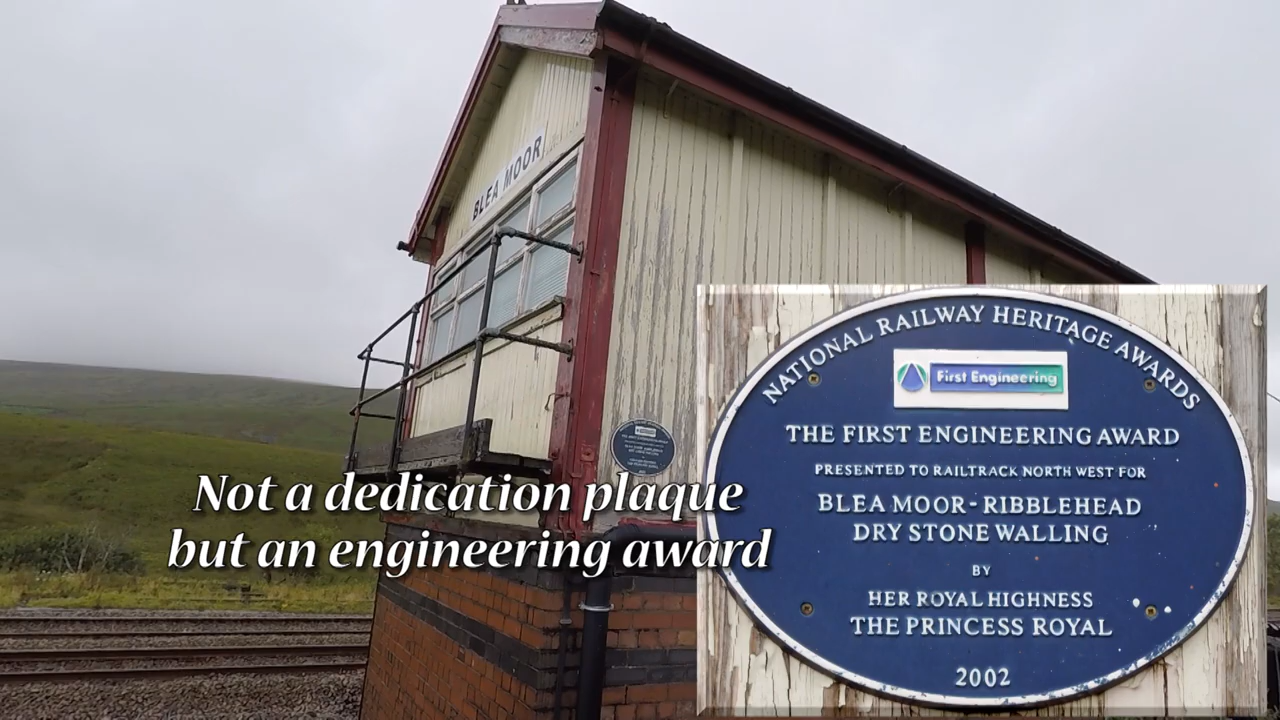 BLEA MOOR
Not a dedication plaque
but an engineering award
NATIONAL RAILWAY HERITAGE AWARDS
First Engineering
THE FIRST ENGINEERING AWARD
PRESENTED TO RAILTRACK NORTH WEST FOR
BLEA MOOR - RIBBLEHEAD
DRY STONE WALLING
BY
HER ROYAL HIGHNESS
THE PRINCESS ROYAL
2002